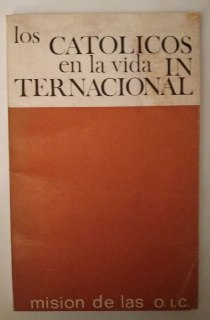 los CATOLICOS
en la vida IN
TERNACIONAL
mision de las o.i.c.